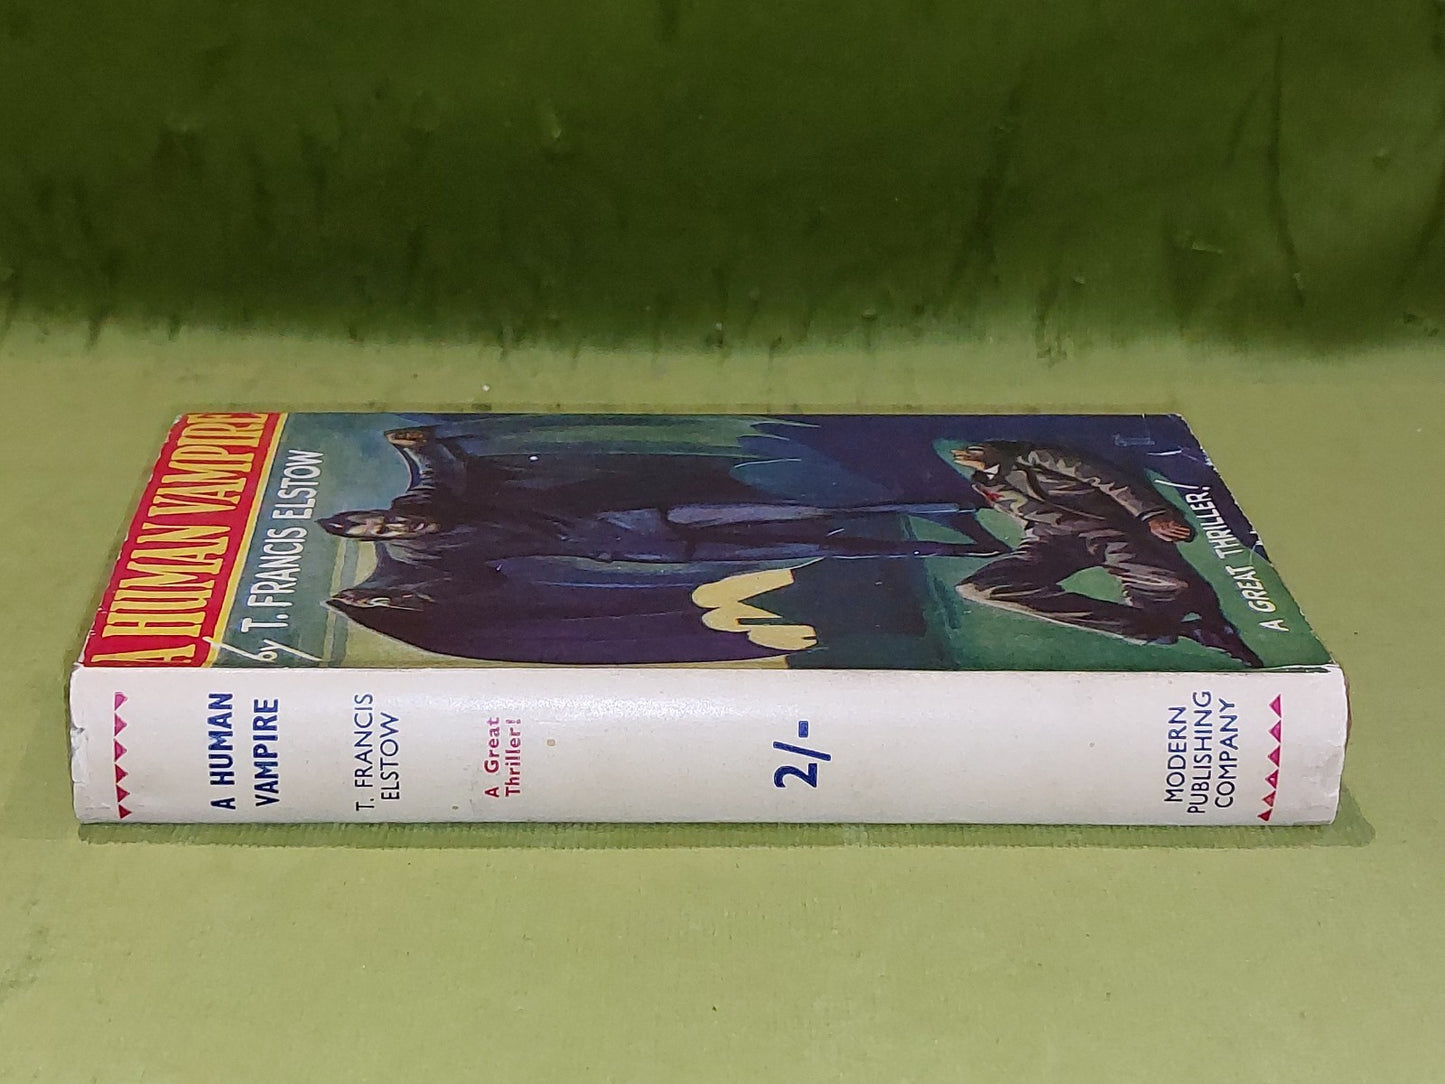 A HUMAN VAMPIRE
by T. FRANCIS ELSTOW
A GREAT THRILLER!
A HUMAN
VAMPIRE
T. FRANCIS
ELSTOW
A Great
Thriller!
2/-
MODERN
PUBLISHING
COMPANY